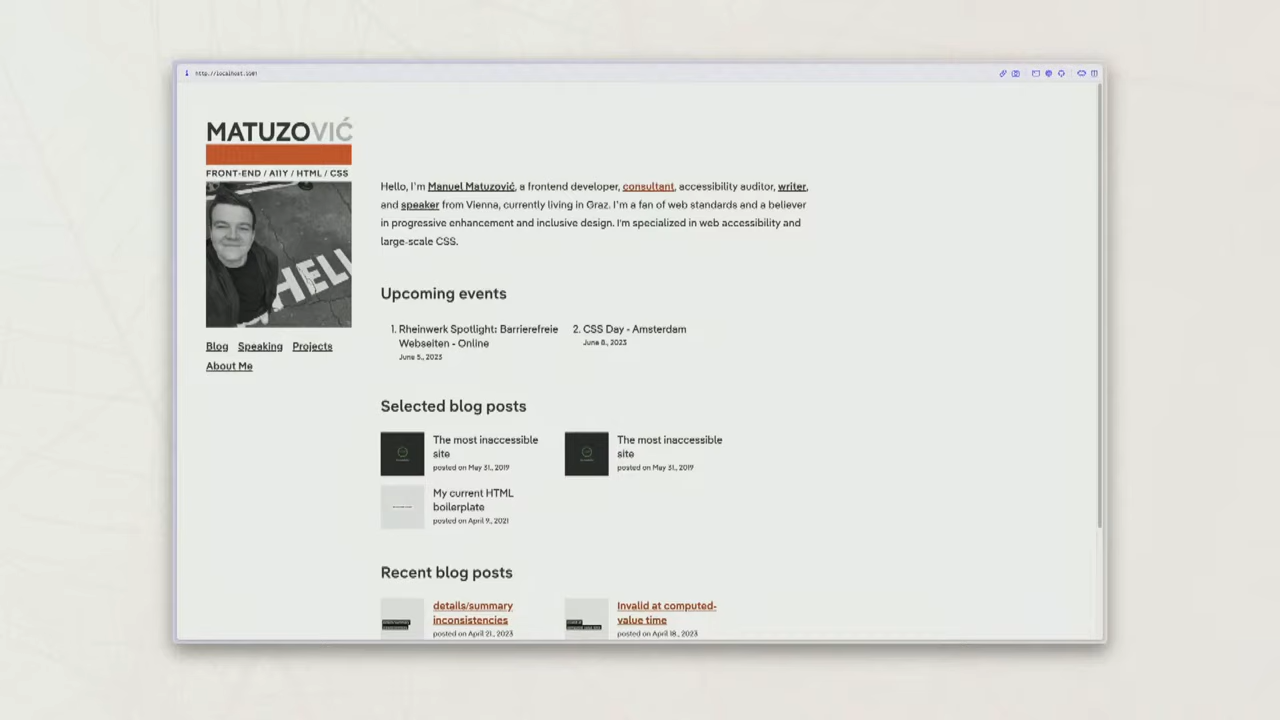 http://localhost:5001
MATUZOVIĆ
FRONT-END / A11Y / HTML / CSS
HELL
Blog Speaking Projects
About Me
Hello, I'm Manuel Matuzović, a frontend developer, consultant, accessibility auditor, writer,
and speaker from Vienna, currently living in Graz. I'm a fan of web standards and a believer
in progressive enhancement and inclusive design. I'm specialized in web accessibility and
large-scale CSS.
Upcoming events
1. Rheinwerk Spotlight: Barrierefreie
Webseiten - Online
June 5., 2023
2. CSS Day - Amsterdam
June 8., 2023
Selected blog posts
The most inaccessible
site
posted on May 31., 2019
The most inaccessible
site
posted on May 31., 2019
My current HTML
boilerplate
posted on April 9., 2021
Recent blog posts
details/summary
inconsistencies
posted on April 21., 2023
Invalid at computed-
value time
posted on April 18., 2023